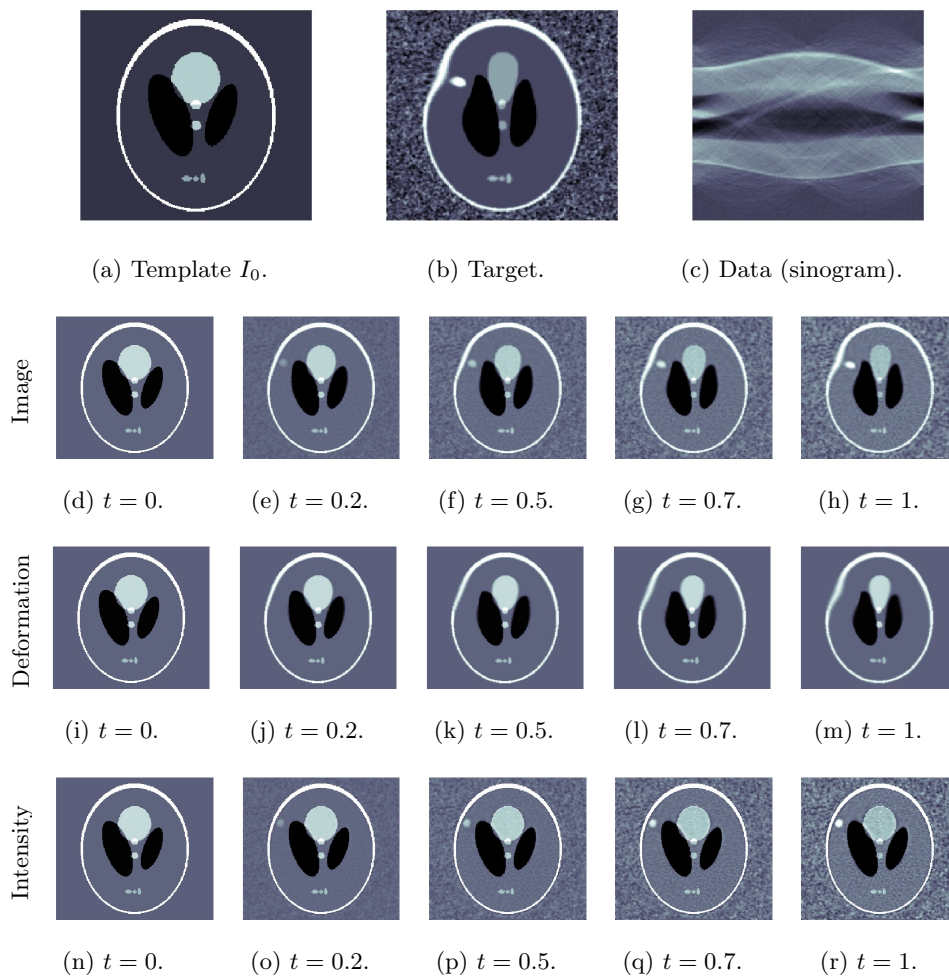 (a) Template I₀.
(b) Target.
(c) Data (sinogram).
Image
(d) t = 0.
(e) t = 0.2.
(f) t = 0.5.
(g) t = 0.7.
(h) t = 1.
Deformation
(i) t = 0.
(j) t = 0.2.
(k) t = 0.5.
(l) t = 0.7.
(m) t = 1.
Intensity
(n) t = 0.
(o) t = 0.2.
(p) t = 0.5.
(q) t = 0.7.
(r) t = 1.